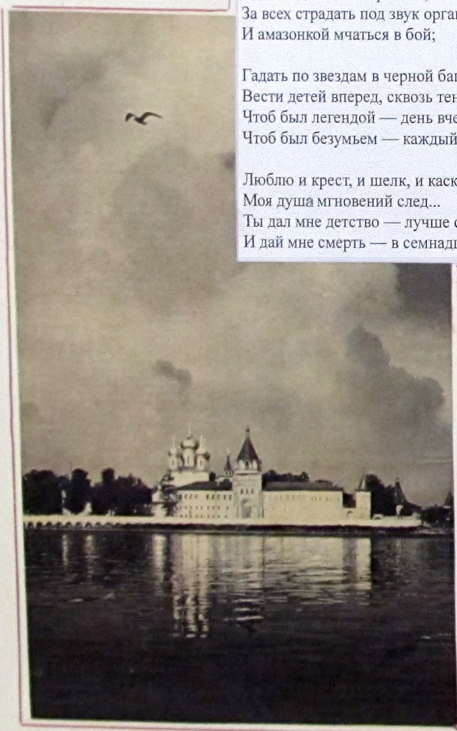 За всех страдать под звук
И амазонкой мчаться в бой;
Гадать по звездам в черной
Вести детей вперед, сквозь
Чтоб был легендой — день
Чтоб был безумьем — каждый
Люблю и крест, и шелк, и
Моя душа мгновений след...
Ты дал мне детство — лучше
И дай мне смерть — в